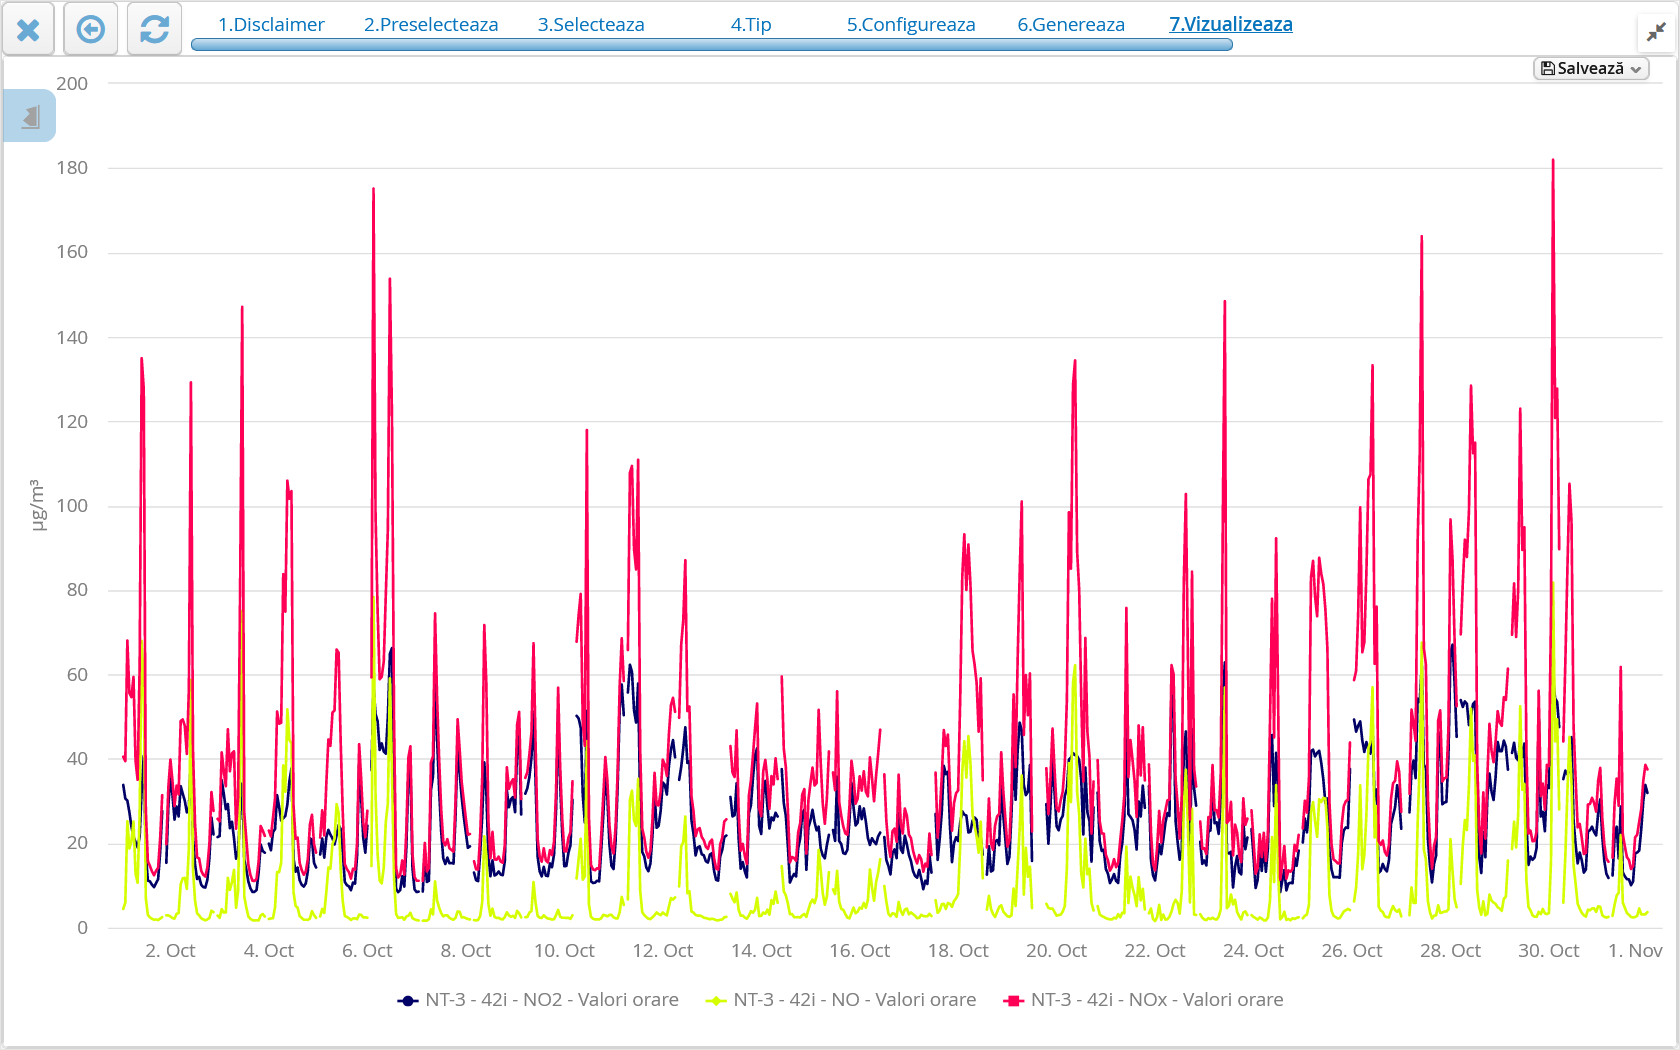 1.Disclaimer 2.Preselecteaza 3.Selecteaza 4.Tip 5.Configureaza 6.Genereaza 7.Vizualizeaza
Salvează
200
180
160
140
120
100
80
60
40
20
0
µg/m³
2. Oct 4. Oct 6. Oct 8. Oct 10. Oct 12. Oct 14. Oct 16. Oct 18. Oct 20. Oct 22. Oct 24. Oct 26. Oct 28. Oct 30. Oct 1. Nov
NT-3 - 42i - NO2 - Valori orare NT-3 - 42i - NO - Valori orare NT-3 - 42i - NOx - Valori orare